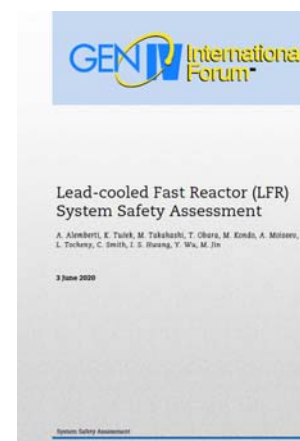 GEN IV International
Forum™
Lead-cooled Fast Reactor (LFR)
System Safety Assessment
A. Alemberti, K. Tuček, M. Takahashi, T. Obara, M. Kondo, A. Moiseev,
L. Tocheny, C. Smith, I. S. Hwang, Y. Wu, M. Jin
3 June 2020
System Safety Assessment